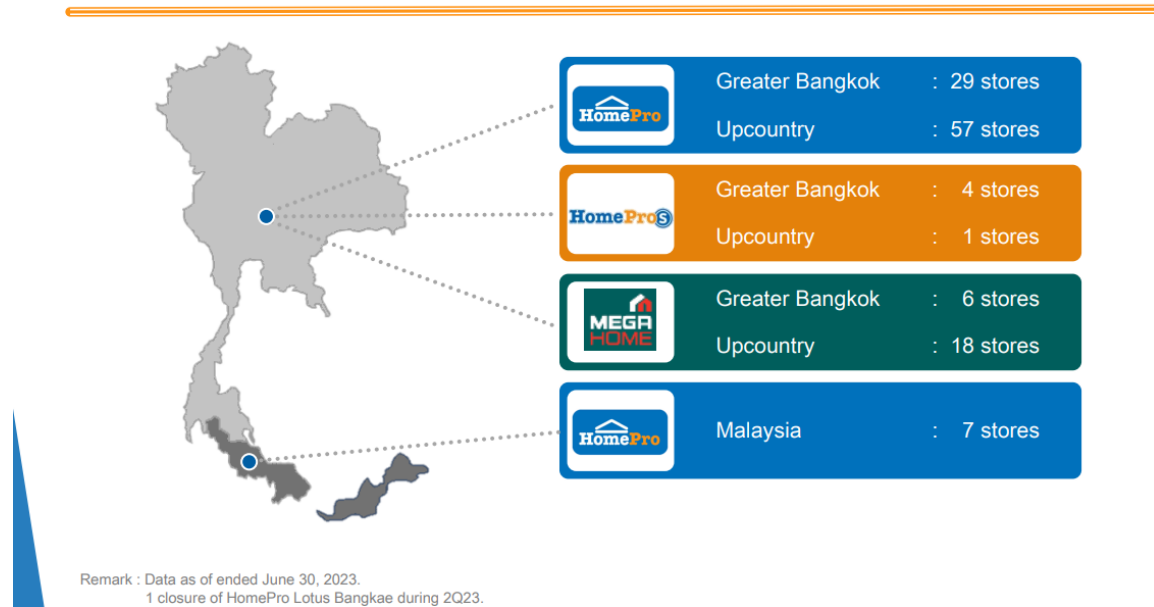 HomePro
Greater Bangkok : 29 stores
Upcountry : 57 stores
HomePro S
Greater Bangkok : 4 stores
Upcountry : 1 stores
MEGA
HOME
Greater Bangkok : 6 stores
Upcountry : 18 stores
HomePro
Malaysia : 7 stores
Remark : Data as of ended June 30, 2023.
1 closure of HomePro Lotus Bangkae during 2Q23.